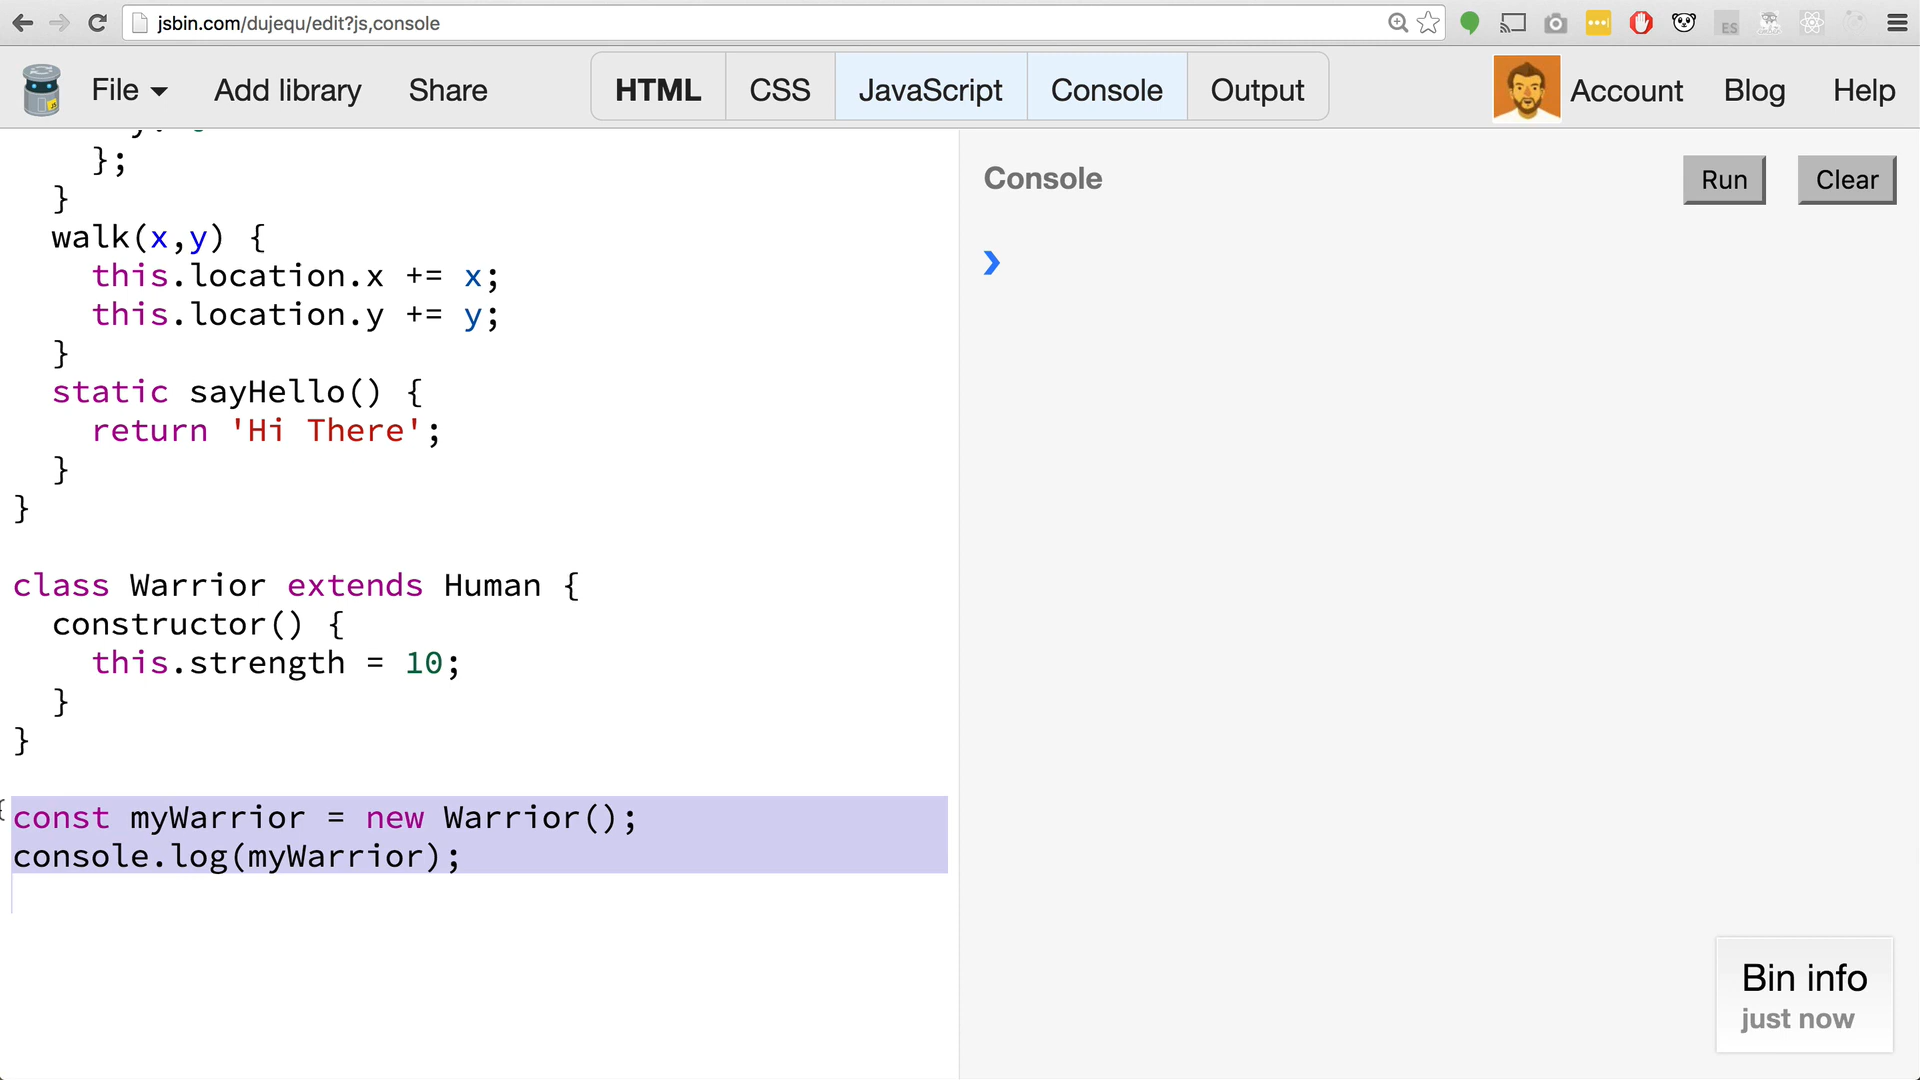 jsbin.com/dujequ/edit?js,console
ES
File
Add library
Share
HTML
CSS
JavaScript
Console
Output
Account
Blog
Help
};
}
walk(x,y) {
this.location.x += x;
this.location.y += y;
}
static sayHello() {
return 'Hi There';
}
}
class Warrior extends Human {
constructor() {
this.strength = 10;
}
}
const myWarrior = new Warrior();
console.log(myWarrior);
Console
Run
Clear
Bin info
just now